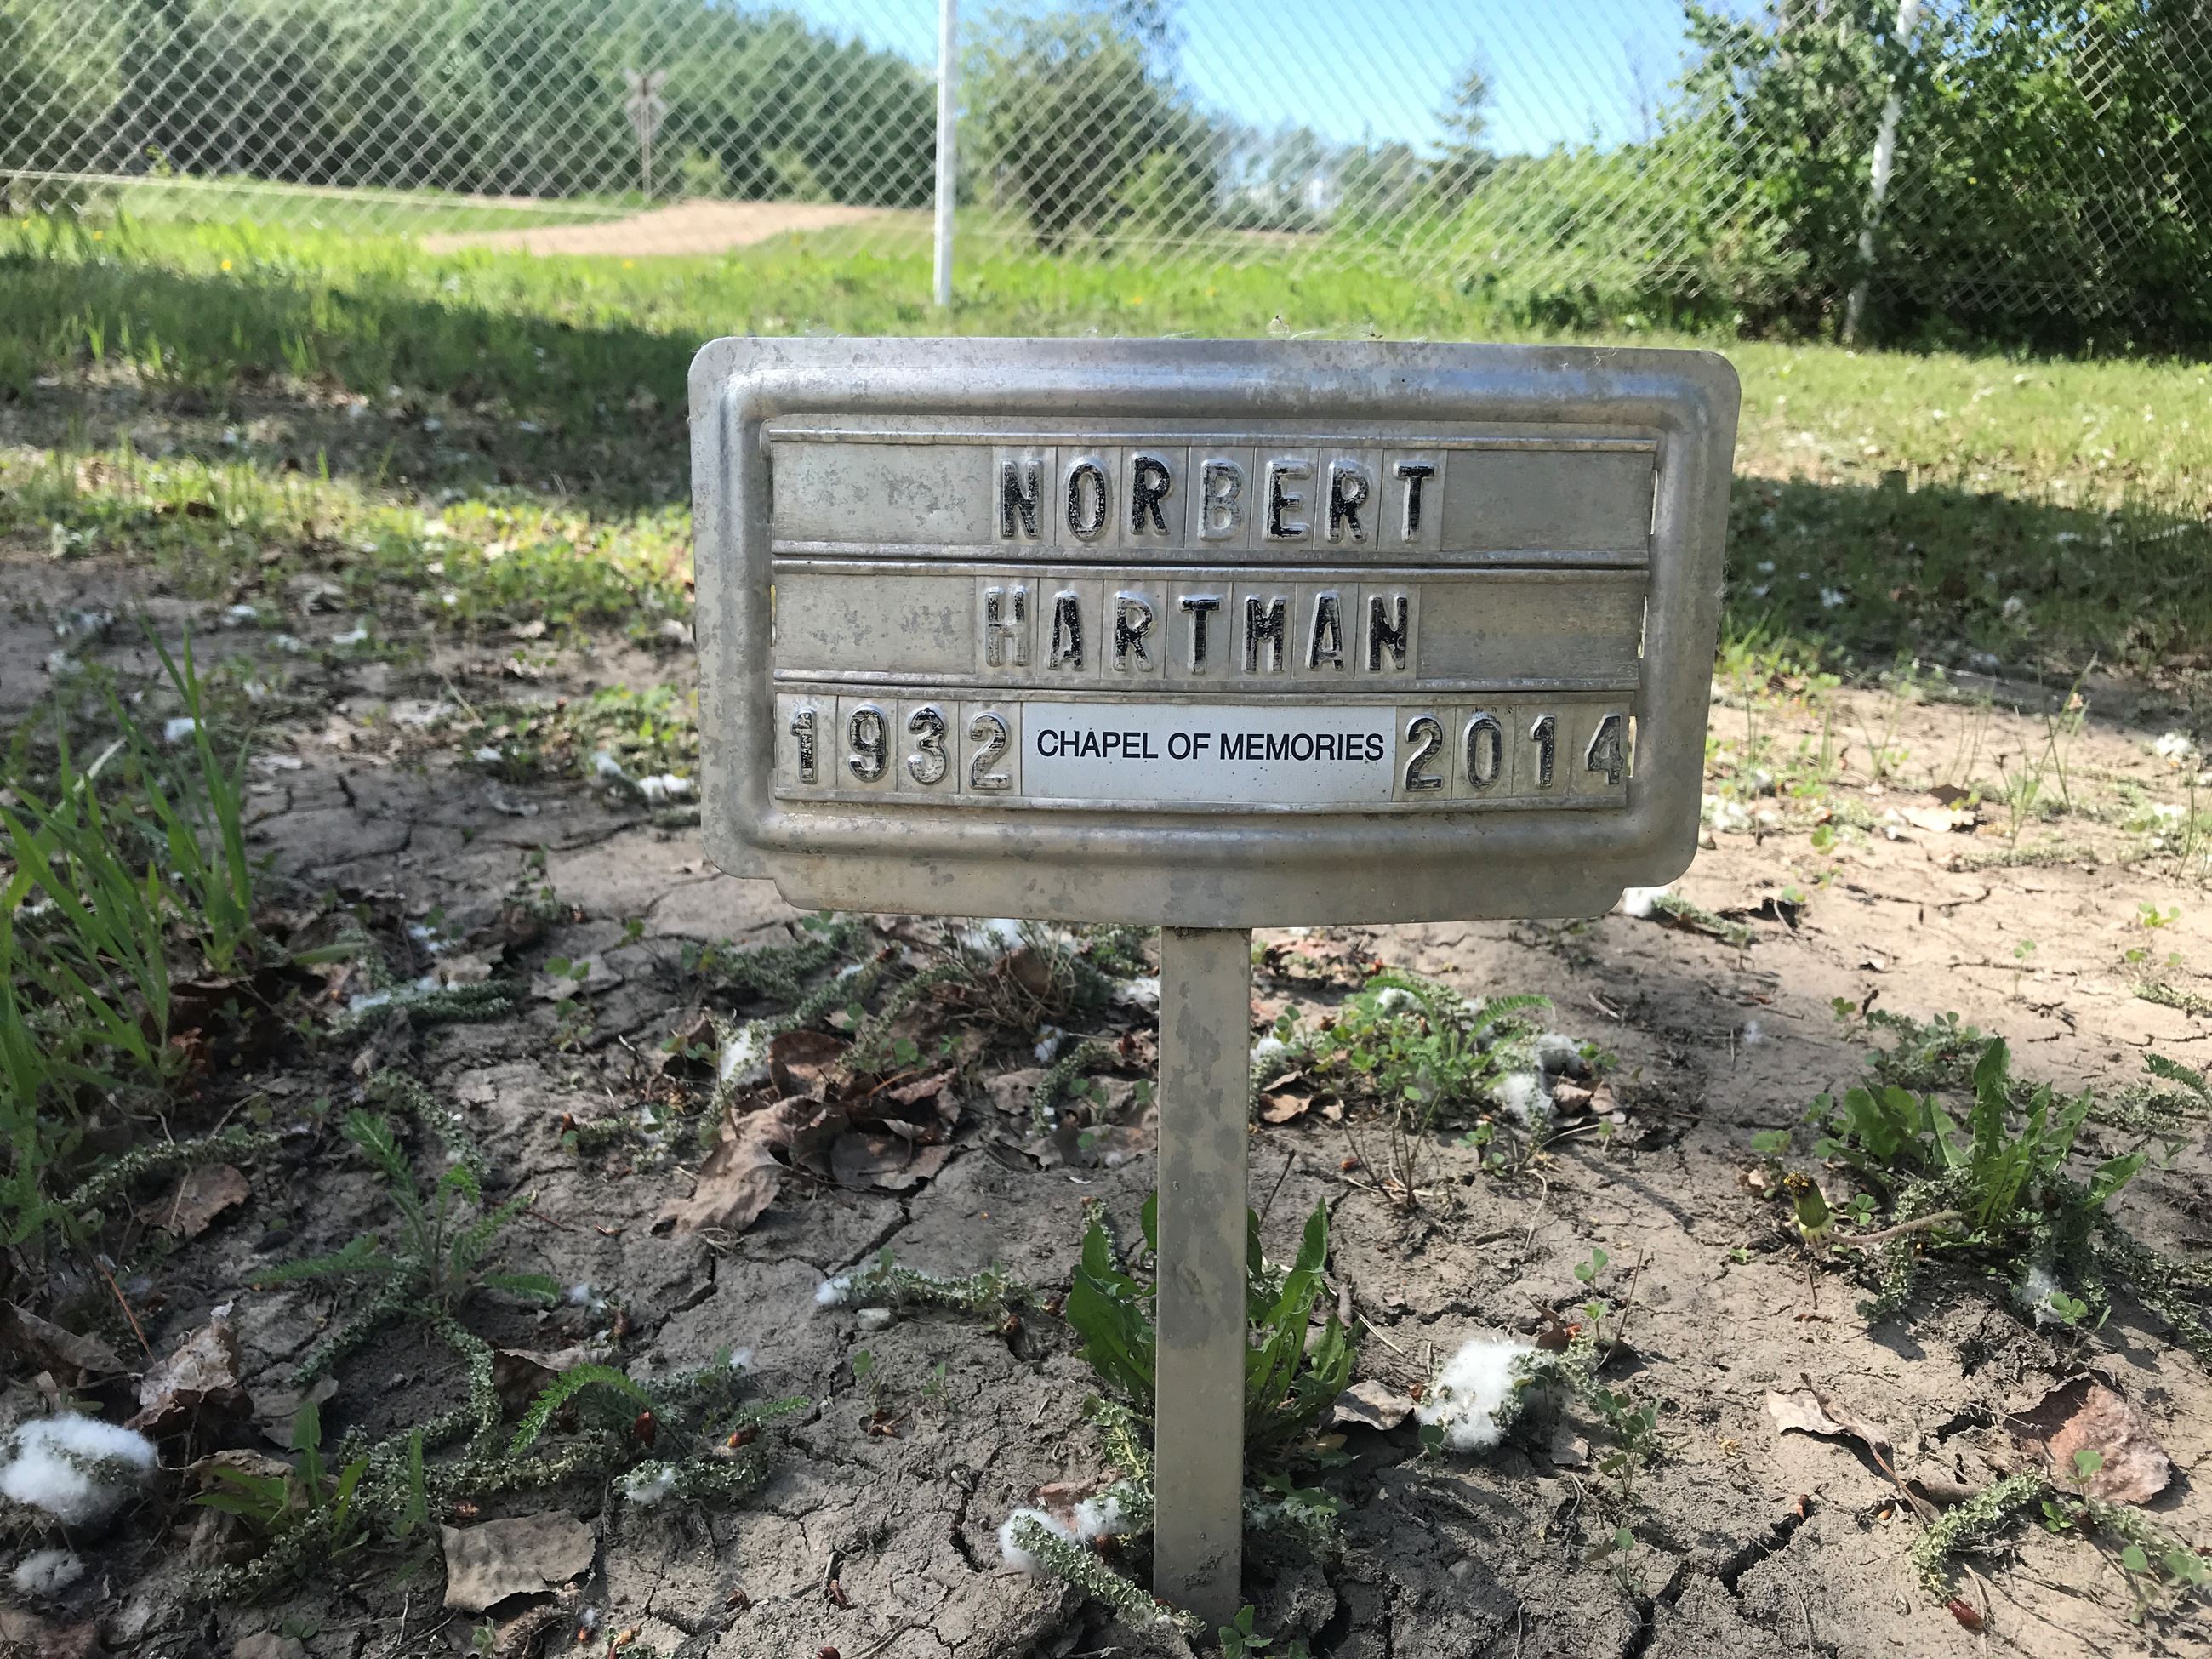 NORBERT
HARTMAN
1932 CHAPEL OF MEMORIES 2014